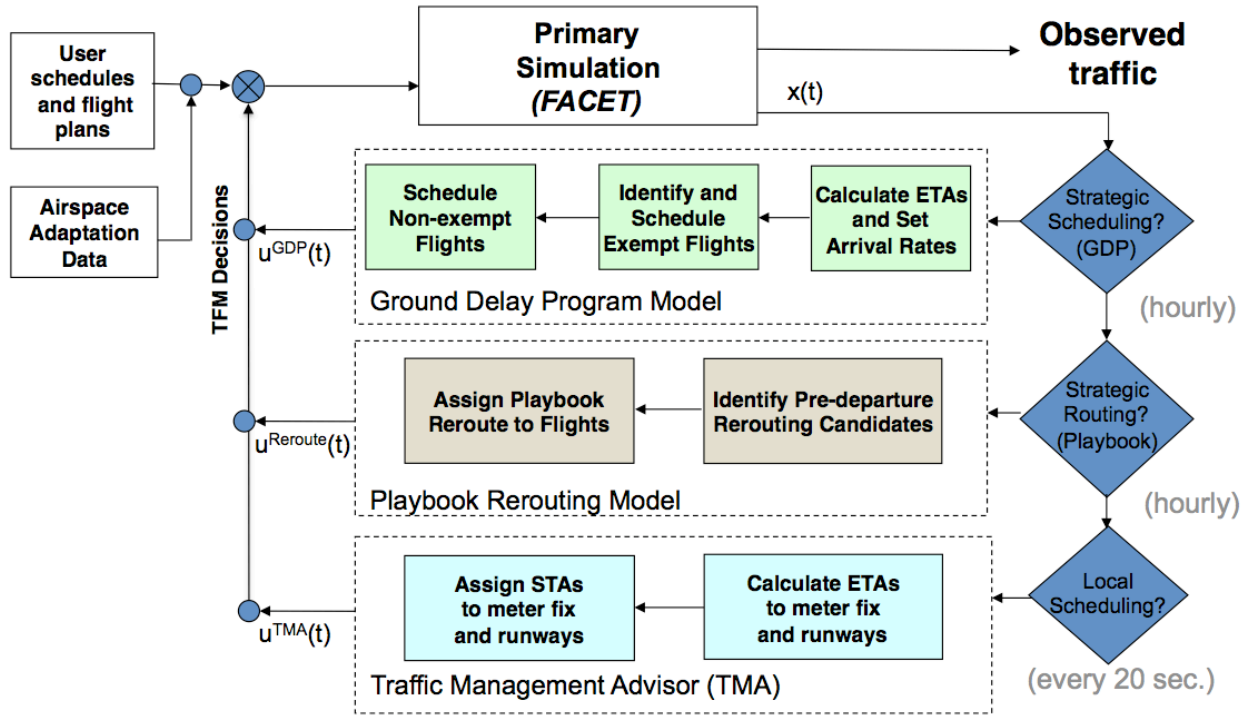 User
schedules
and flight
plans
Airspace
Adaptation
Data
TFM Decisions
Primary
Simulation
(FACET)
Observed
traffic
x(t)
Schedule
Non-exempt
Flights
Identify and
Schedule
Exempt Flights
Calculate ETAs
and Set
Arrival Rates
Ground Delay Program Model
u^GDP(t)
Strategic
Scheduling?
(GDP)
(hourly)
Assign Playbook
Reroute to Flights
Identify Pre-departure
Rerouting Candidates
Playbook Rerouting Model
u^Reroute(t)
Strategic
Routing?
(Playbook)
(hourly)
Assign STAs
to meter fix
and runways
Calculate ETAs
to meter fix
and runways
Traffic Management Advisor (TMA)
u^TMA(t)
Local
Scheduling?
(every 20 sec.)